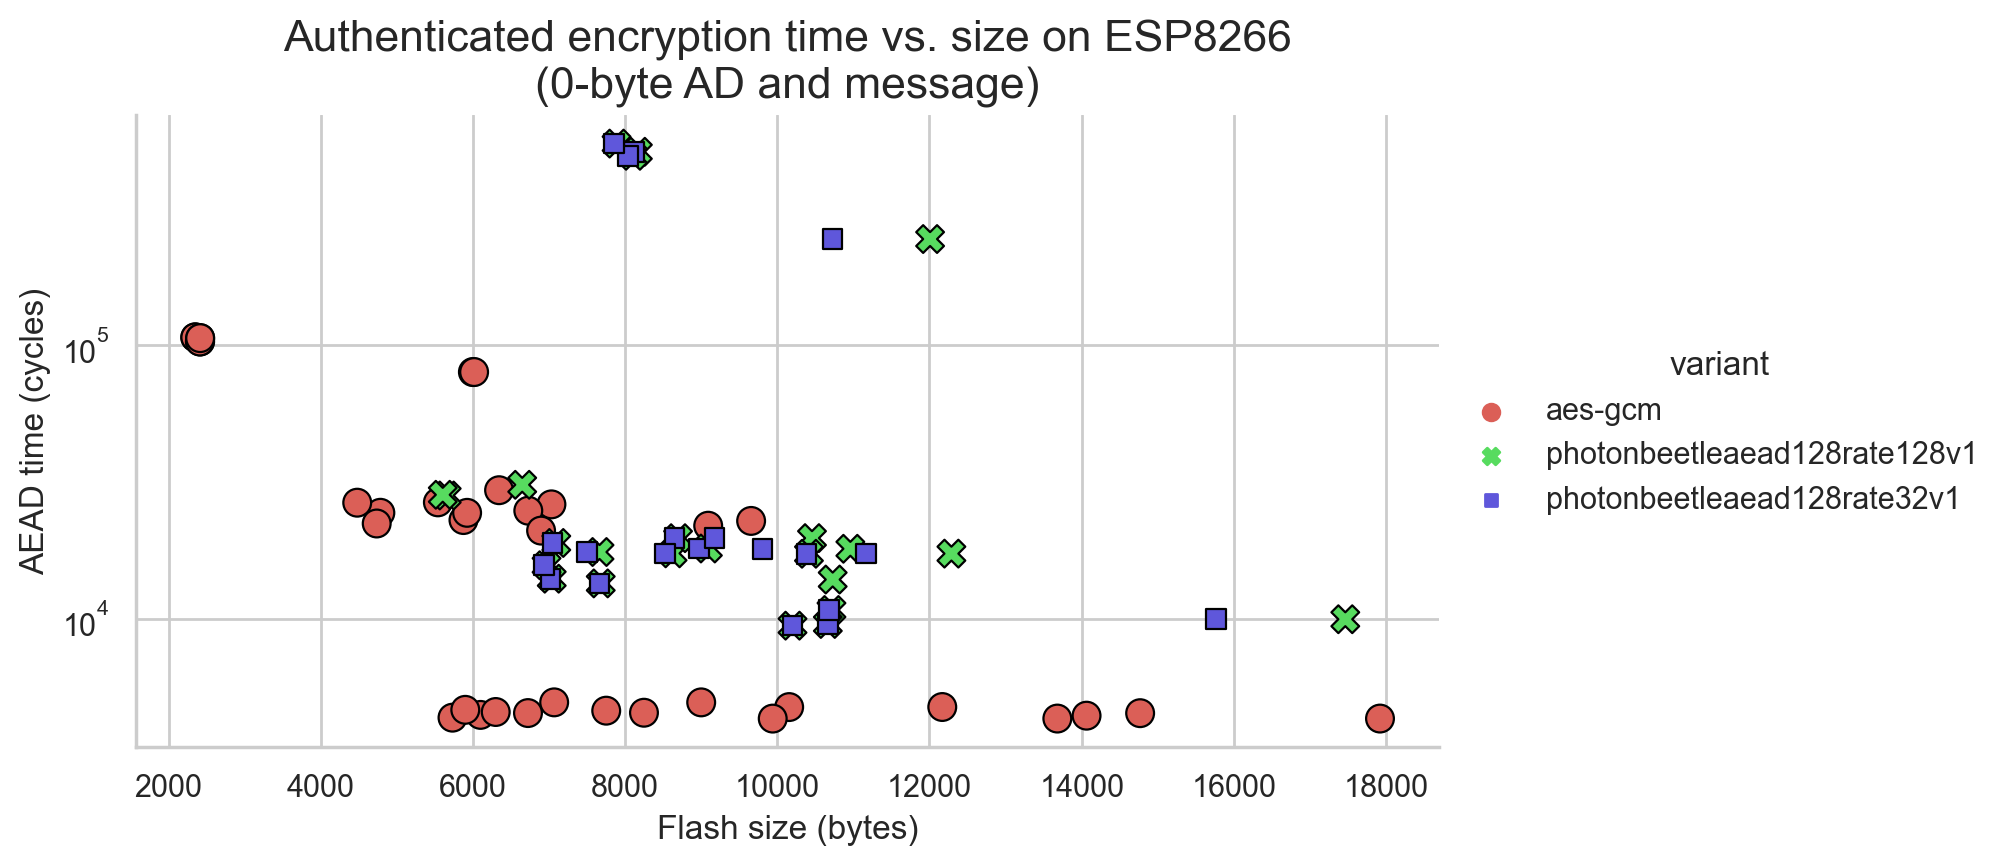 Authenticated encryption time vs. size on ESP8266
(0-byte AD and message)
AEAD time (cycles)
10^5
10^4
2000 4000 6000 8000 10000 12000 14000 16000 18000
Flash size (bytes)
variant
aes-gcm
photonbeetleaead128rate128v1
photonbeetleaead128rate32v1